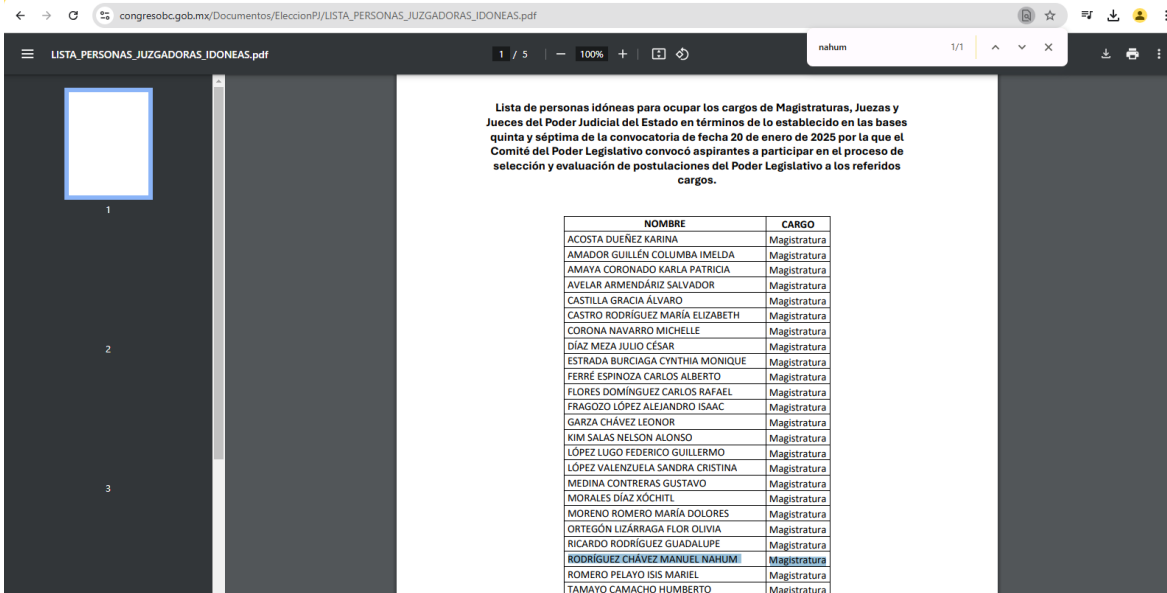 congresobc.gob.mx/Documentos/EleccionPJ/LISTA_PERSONAS_JUZGADORAS_IDONEAS.pdf
LISTA_PERSONAS_JUZGADORAS_IDONEAS.pdf
1 / 5
100%
nahum
1/1
1
2
3
Lista de personas idóneas para ocupar los cargos de Magistraturas, Juezas y
Jueces del Poder Judicial del Estado en términos de lo establecido en las bases
quinta y séptima de la convocatoria de fecha 20 de enero de 2025 por la que el
Comité del Poder Legislativo convocó aspirantes a participar en el proceso de
selección y evaluación de postulaciones del Poder Legislativo a los referidos
cargos.
NOMBRE CARGO
ACOSTA DUEÑEZ KARINA Magistratura
AMADOR GUILLÉN COLUMBA IMELDA Magistratura
AMAYA CORONADO KARLA PATRICIA Magistratura
AVELAR ARMENDÁRIZ SALVADOR Magistratura
CASTILLA GRACIA ÁLVARO Magistratura
CASTRO RODRÍGUEZ MARÍA ELIZABETH Magistratura
CORONA NAVARRO MICHELLE Magistratura
DÍAZ MEZA JULIO CÉSAR Magistratura
ESTRADA BURCIAGA CYNTHIA MONIQUE Magistratura
FERRÉ ESPINOZA CARLOS ALBERTO Magistratura
FLORES DOMÍNGUEZ CARLOS RAFAEL Magistratura
FRAGOZO LÓPEZ ALEJANDRO ISAAC Magistratura
GARZA CHÁVEZ LEONOR Magistratura
KIM SALAS NELSON ALONSO Magistratura
LÓPEZ LUGO FEDERICO GUILLERMO Magistratura
LÓPEZ VALENZUELA SANDRA CRISTINA Magistratura
MEDINA CONTRERAS GUSTAVO Magistratura
MORALES DÍAZ XÓCHITL Magistratura
MORENO ROMERO MARÍA DOLORES Magistratura
ORTEGÓN LIZÁRRAGA FLOR OLIVIA Magistratura
RICARDO RODRÍGUEZ GUADALUPE Magistratura
RODRÍGUEZ CHÁVEZ MANUEL NAHUM Magistratura
ROMERO PELAYO ISIS MARIEL Magistratura
TAMAYO CAMACHO HUMBERTO Magistratura